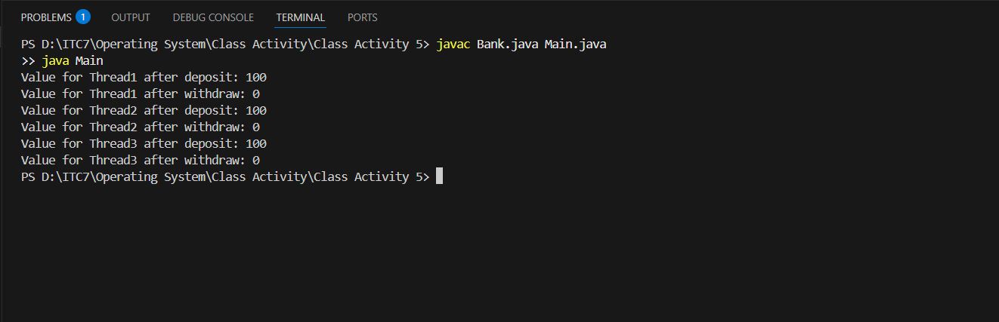 PROBLEMS 1 OUTPUT DEBUG CONSOLE TERMINAL PORTS
PS D:\ITC7\Operating System\Class Activity\Class Activity 5> javac Bank.java Main.java
>> java Main
Value for Thread1 after deposit: 100
Value for Thread1 after withdraw: 0
Value for Thread2 after deposit: 100
Value for Thread2 after withdraw: 0
Value for Thread3 after deposit: 100
Value for Thread3 after withdraw: 0
PS D:\ITC7\Operating System\Class Activity\Class Activity 5>